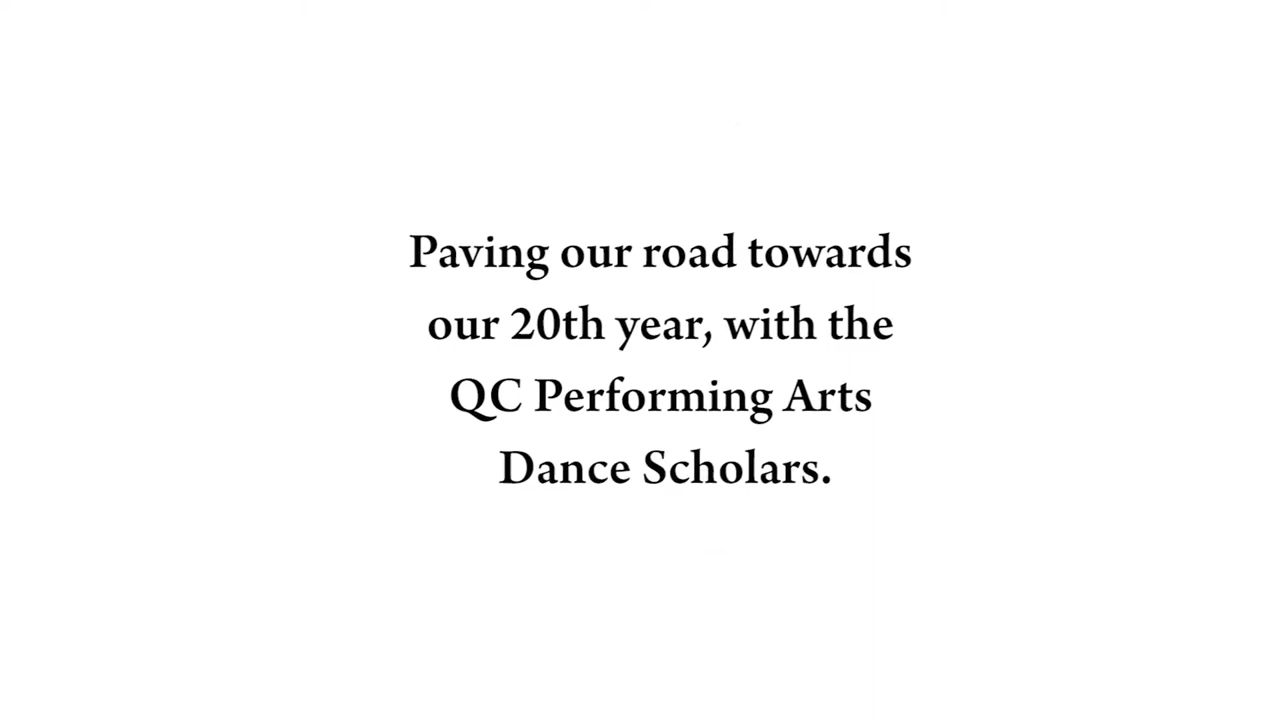 Paving our road towards
our 20th year, with the
QC Performing Arts
Dance Scholars.